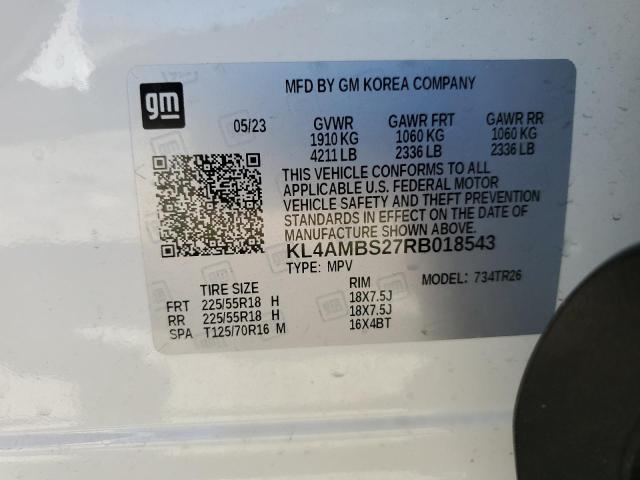 gm
MFD BY GM KOREA COMPANY
05/23 GVWR GAWR FRT GAWR RR
1910 KG 1060 KG 1060 KG
4211 LB 2336 LB 2336 LB
THIS VEHICLE CONFORMS TO ALL
APPLICABLE U.S. FEDERAL MOTOR
VEHICLE SAFETY AND THEFT PREVENTION
STANDARDS IN EFFECT ON THE DATE OF
MANUFACTURE SHOWN ABOVE.
KL4AMBS27RB018543
TYPE: MPV MODEL: 734TR26
TIRE SIZE RIM
FRT 225/55R18 H 18X7.5J
RR 225/55R18 H 18X7.5J
SPA T125/70R16 M 16X4BT